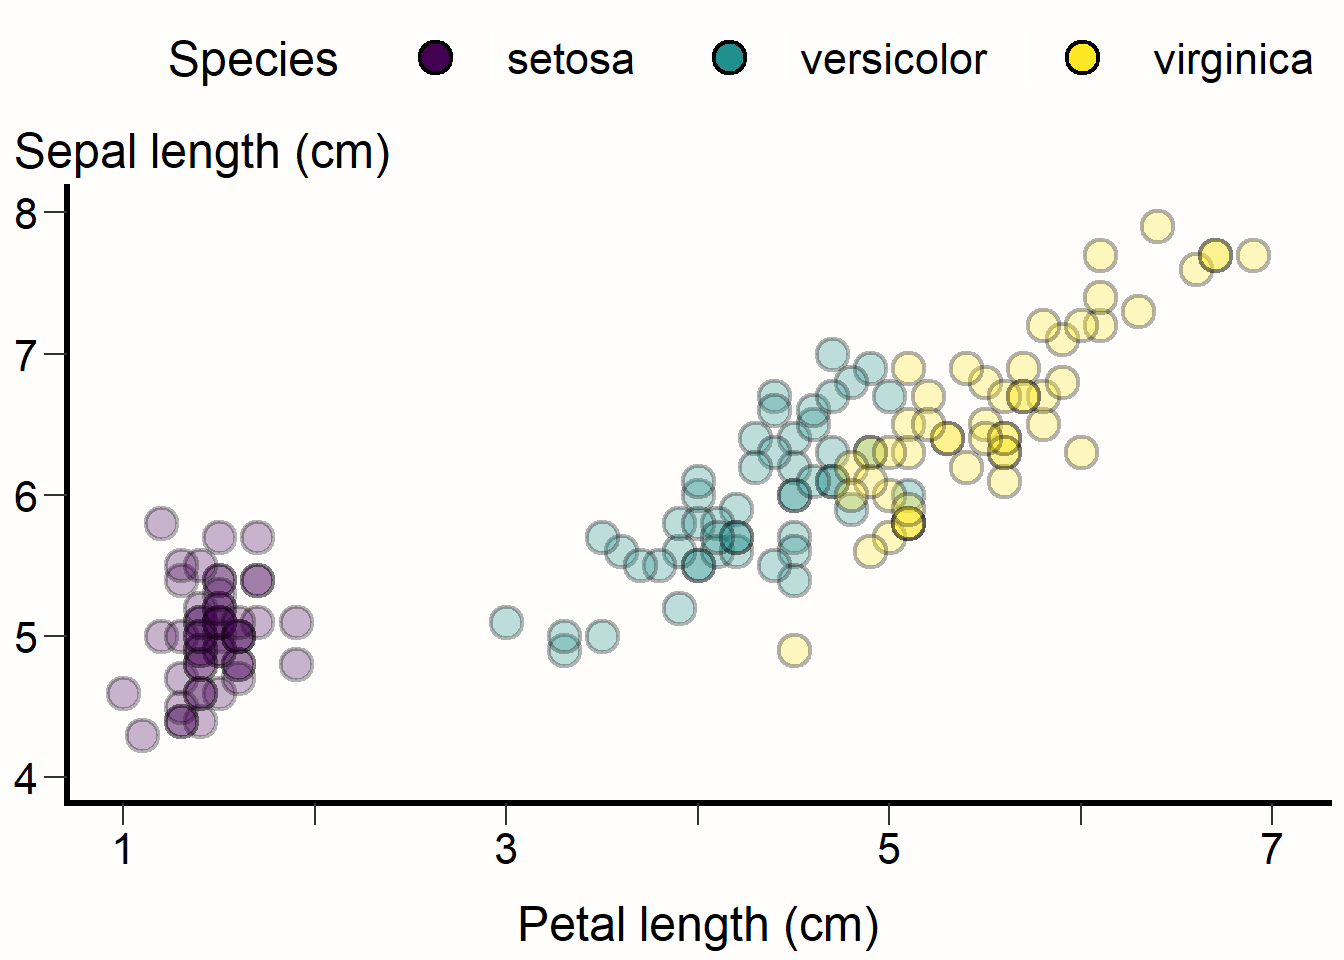 Species setosa versicolor virginica
Sepal length (cm)
8
7
6
5
4
1 3 5 7
Petal length (cm)